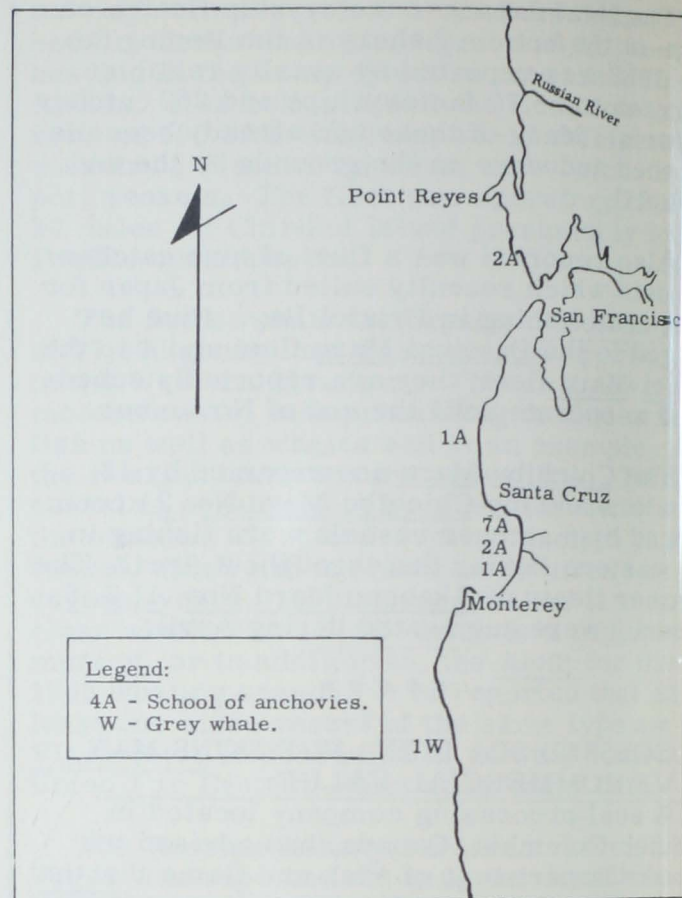 Russian River
N
Point Reyes
2A
San Francisc
1A
Santa Cruz
7A
2A
1A
Monterey
Legend:
4A - School of anchovies.
W - Grey whale.
1W